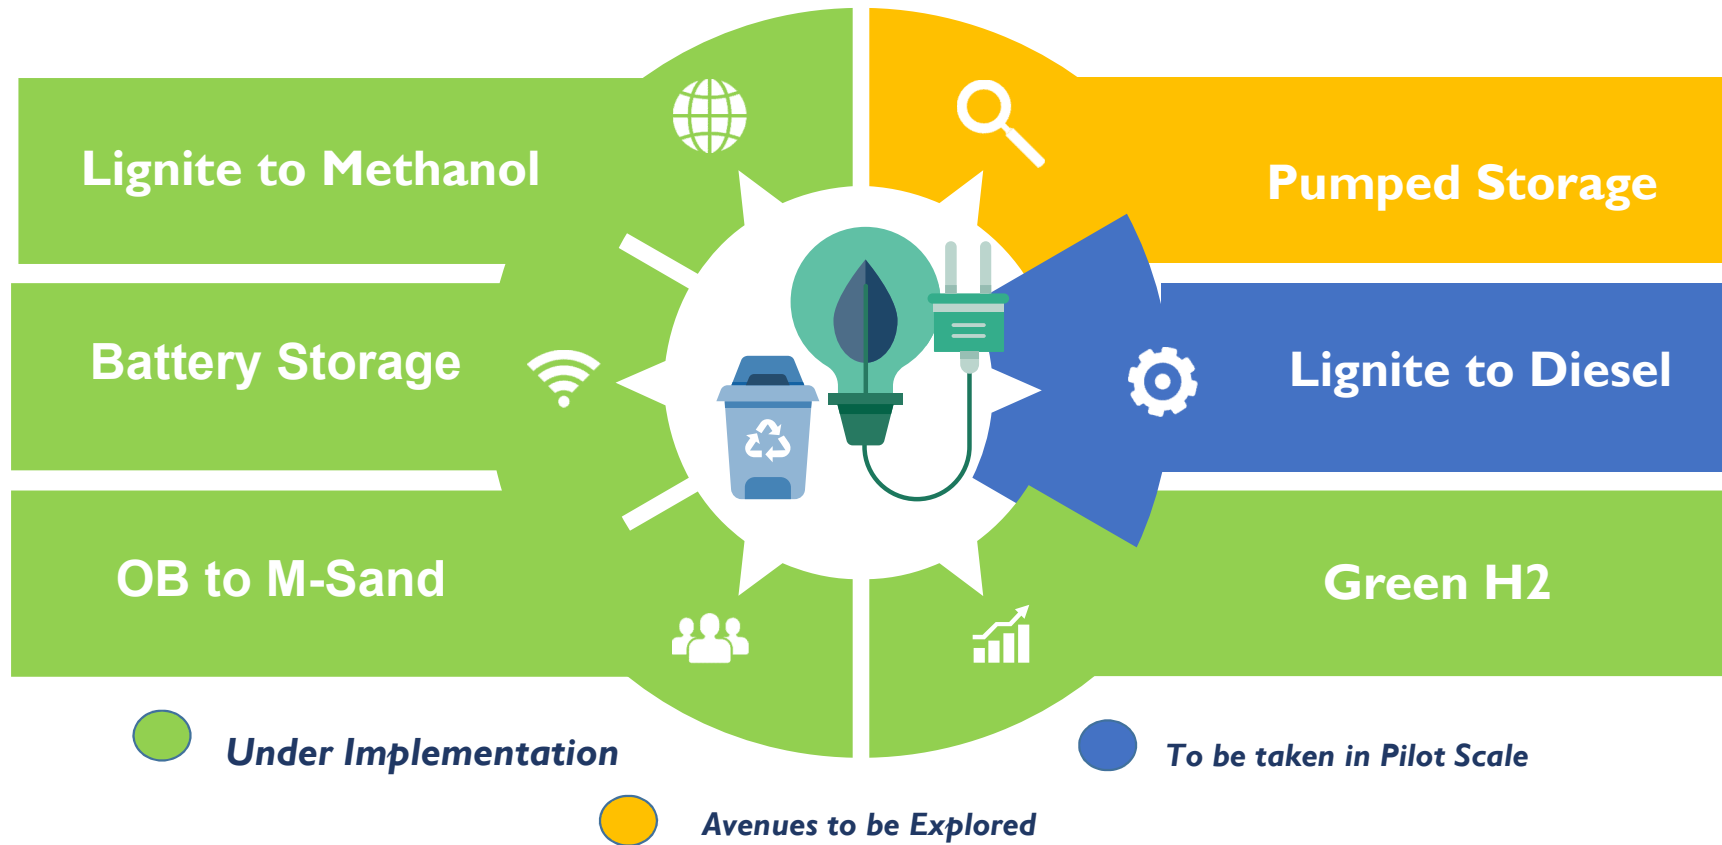 Lignite to Methanol
Battery Storage
OB to M-Sand
Pumped Storage
Lignite to Diesel
Green H2
Under Implementation
To be taken in Pilot Scale
Avenues to be Explored